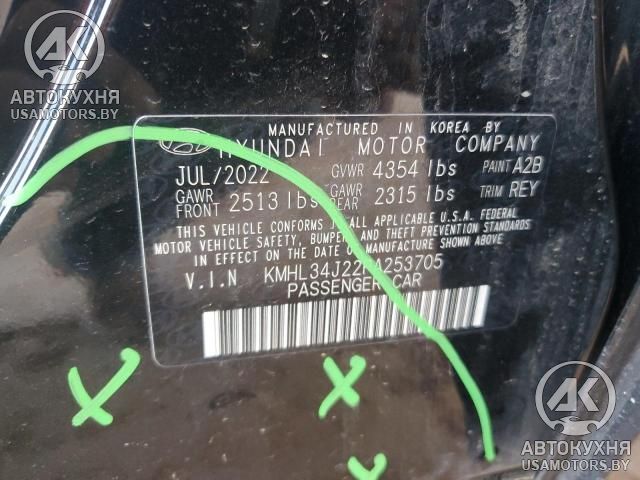 АВТОКУХНЯ
USAMOTORS.BY
MANUFACTURED IN KOREA BY
HYUNDAI MOTOR COMPANY
JUL/2022 GVWR 4354 lbs PAINT A2B
GAWR FRONT 2513 lbs GAWR REAR 2315 lbs TRIM REY
THIS VEHICLE CONFORMS TO ALL APPLICABLE U.S.A. FEDERAL
MOTOR VEHICLE SAFETY, BUMPER, AND THEFT PREVENTION STANDARDS
IN EFFECT ON THE DATE OF MANUFACTURE SHOWN ABOVE.
V.I.N
PASSENGER CAR
АВТОКУХНЯ
USAMOTORS.BY